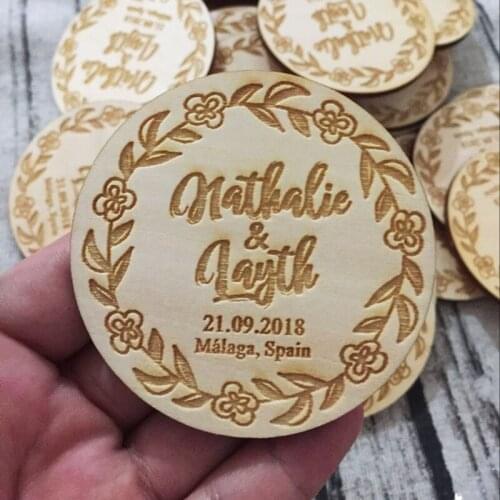 Nathalie
&
Layth
21.09.2018
Málaga, Spain